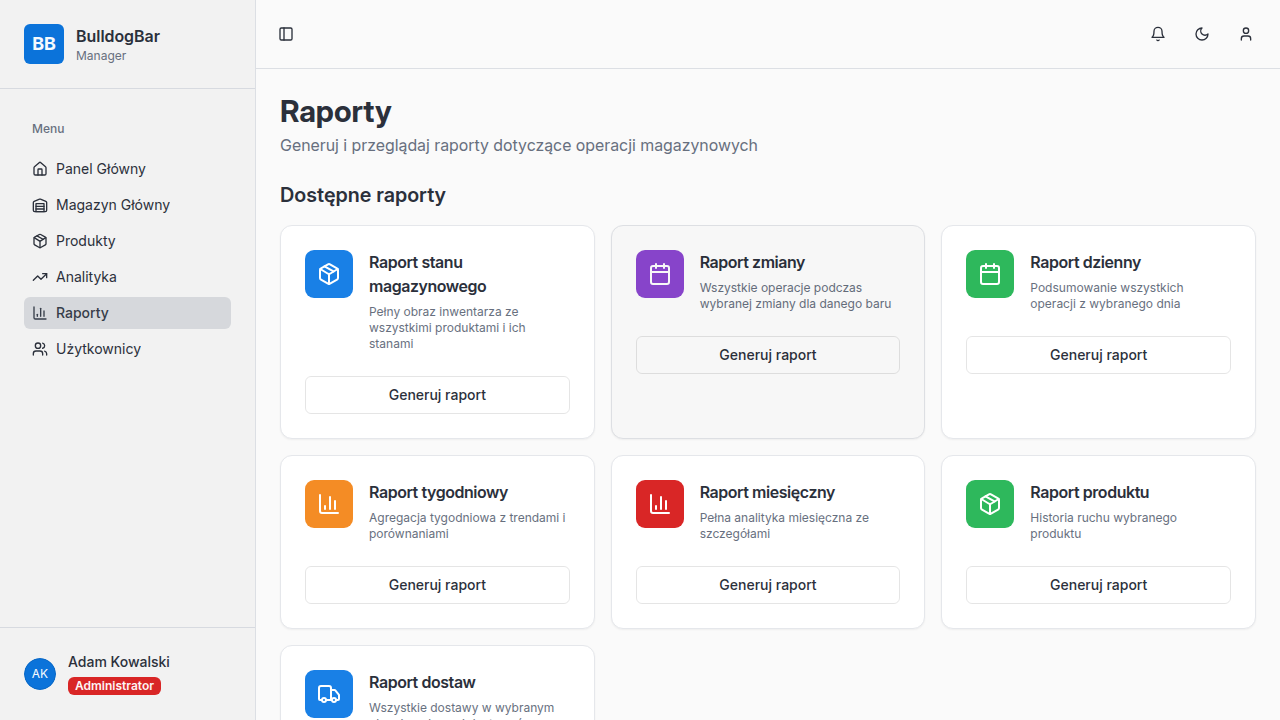 BB
BulldogBar
Manager
Menu
Panel Główny
Magazyn Główny
Produkty
Analityka
Raporty
Użytkownicy
AK
Adam Kowalski
Administrator
Raporty
Generuj i przeglądaj raporty dotyczące operacji magazynowych
Dostępne raporty
Raport stanu
magazynowego
Pełny obraz inwentarza ze
wszystkimi produktami i ich
stanami
Generuj raport
Raport zmiany
Wszystkie operacje podczas
wybranej zmiany dla danego baru
Generuj raport
Raport dzienny
Podsumowanie wszystkich
operacji z wybranego dnia
Generuj raport
Raport tygodniowy
Agregacja tygodniowa z trendami i
porównaniami
Generuj raport
Raport miesięczny
Pełna analityka miesięczna ze
szczegółami
Generuj raport
Raport produktu
Historia ruchu wybranego
produktu
Generuj raport
Raport dostaw
Wszystkie dostawy w wybranym